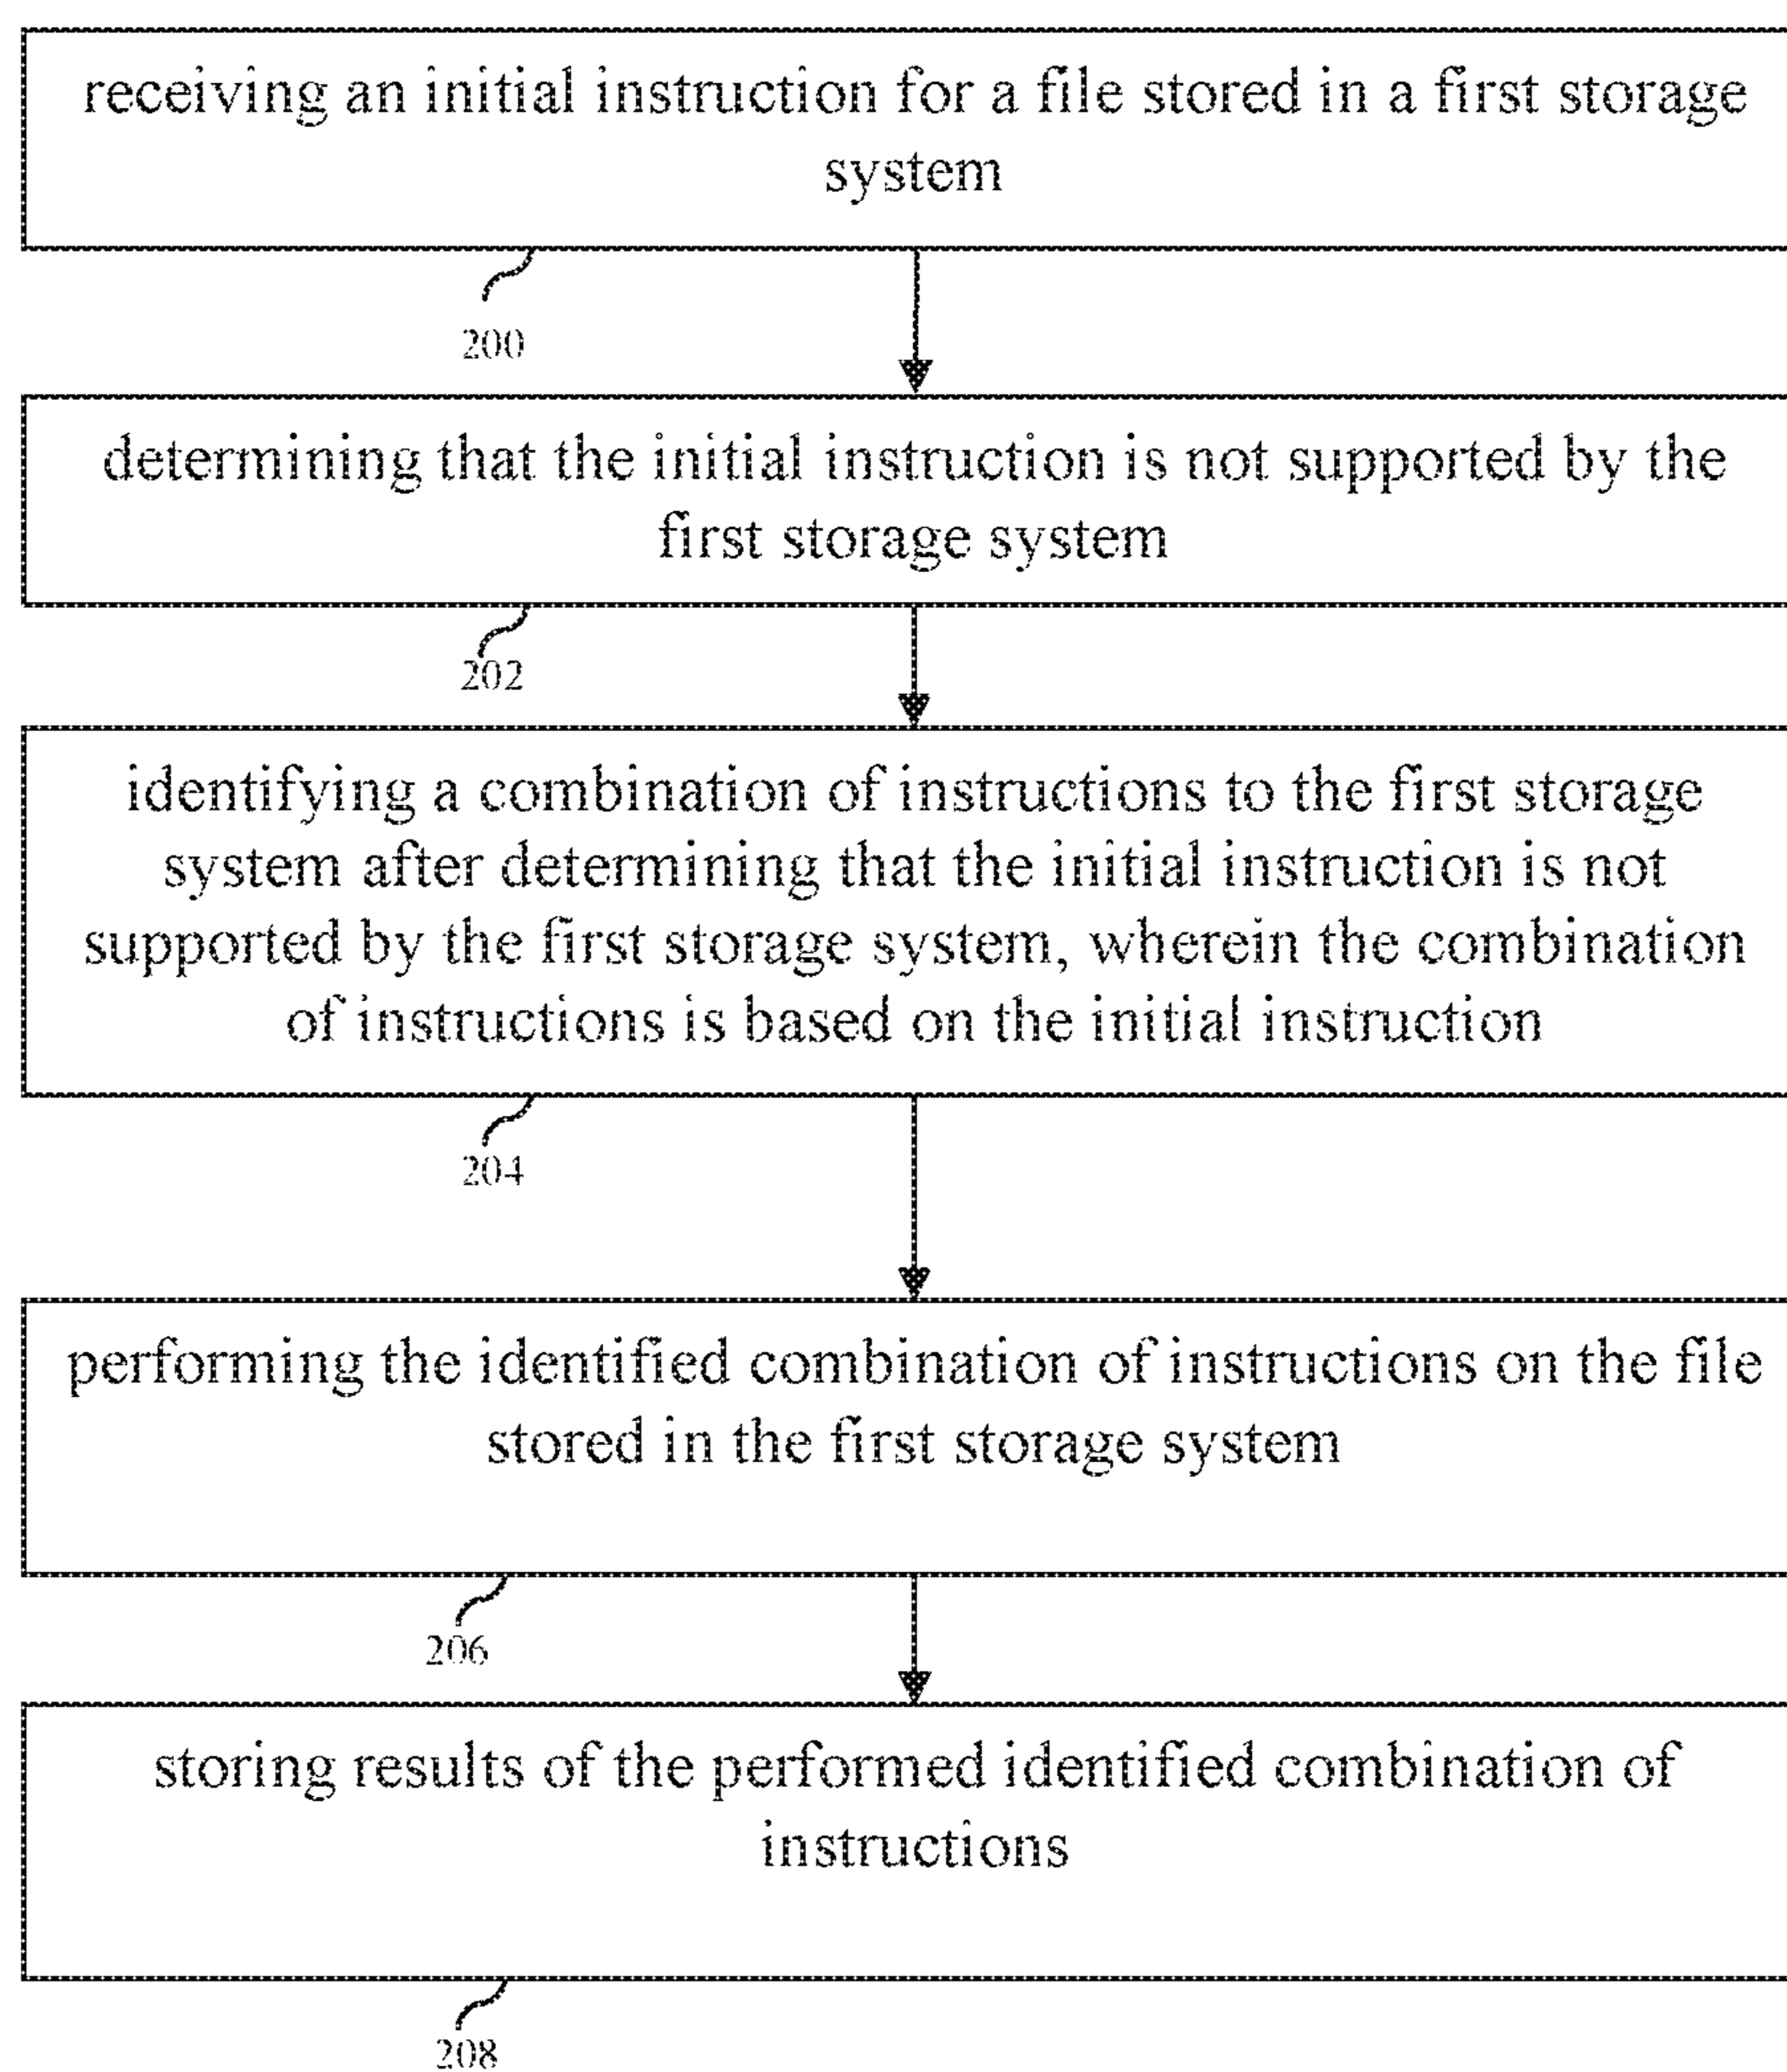 receiving an initial instruction for a file stored in a first storage
system
200
determining that the initial instruction is not supported by the
first storage system
202
identifying a combination of instructions to the first storage
system after determining that the initial instruction is not
supported by the first storage system, wherein the combination
of instructions is based on the initial instruction
204
performing the identified combination of instructions on the file
stored in the first storage system
206
storing results of the performed identified combination of
instructions
208